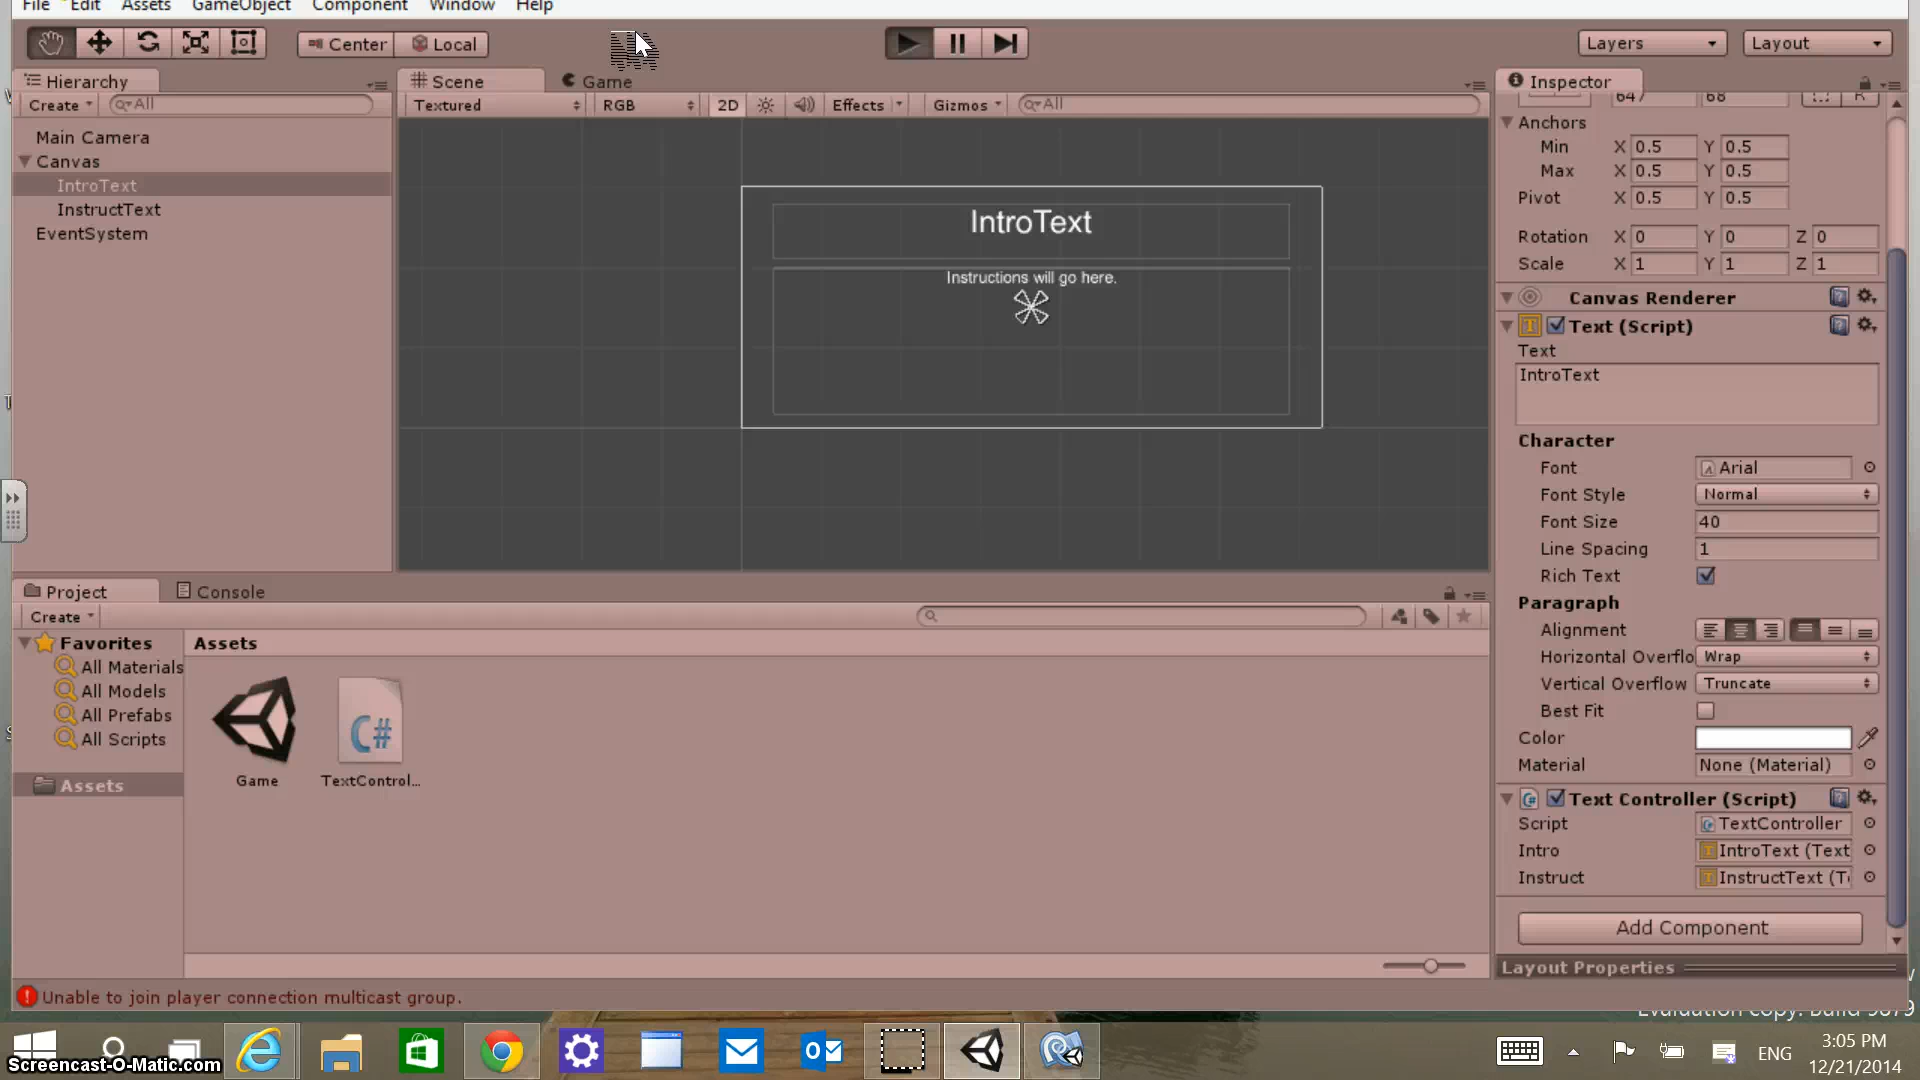 File Edit Assets GameObject Component Window Help
Center Local Layers Layout
Hierarchy Scene Game Inspector
Create All Textured RGB 2D Effects Gizmos All 647 68 R
Main Camera
Canvas
IntroText
InstructText
EventSystem
IntroText
Instructions will go here.
Anchors
Min X 0.5 Y 0.5
Max X 0.5 Y 0.5
Pivot X 0.5 Y 0.5
Rotation X 0 Y 0 Z 0
Scale X 1 Y 1 Z 1
Canvas Renderer
Text (Script)
Text
IntroText
Character
Font Arial
Font Style Normal
Font Size 40
Line Spacing 1
Rich Text
Paragraph
Alignment
Horizontal Overflo Wrap
Vertical Overflow Truncate
Best Fit
Color
Material None (Material)
Text Controller (Script)
Script TextController
Intro IntroText (Text
Instruct InstructText (T
Add Component
Layout Properties
Project Console
Create
Favorites
All Materials
All Models
All Prefabs
All Scripts
Assets
Assets
C#
Game TextControl...
Unable to join player connection multicast group.
Evaluation copy. Build 9879
ENG 3:05 PM
12/21/2014
Screencast-O-Matic.com